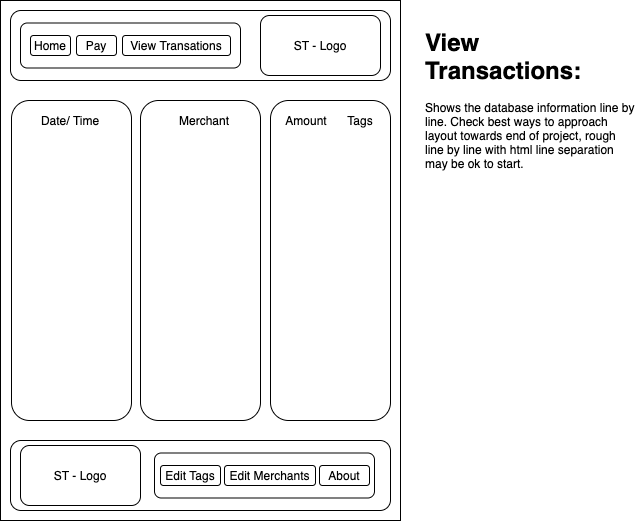 Home Pay View Transations ST - Logo
View
Transactions:
Shows the database information line by
line. Check best ways to approach
layout towards end of project, rough
line by line with html line separation
may be ok to start.
Date/ Time Merchant Amount Tags
ST - Logo Edit Tags Edit Merchants About